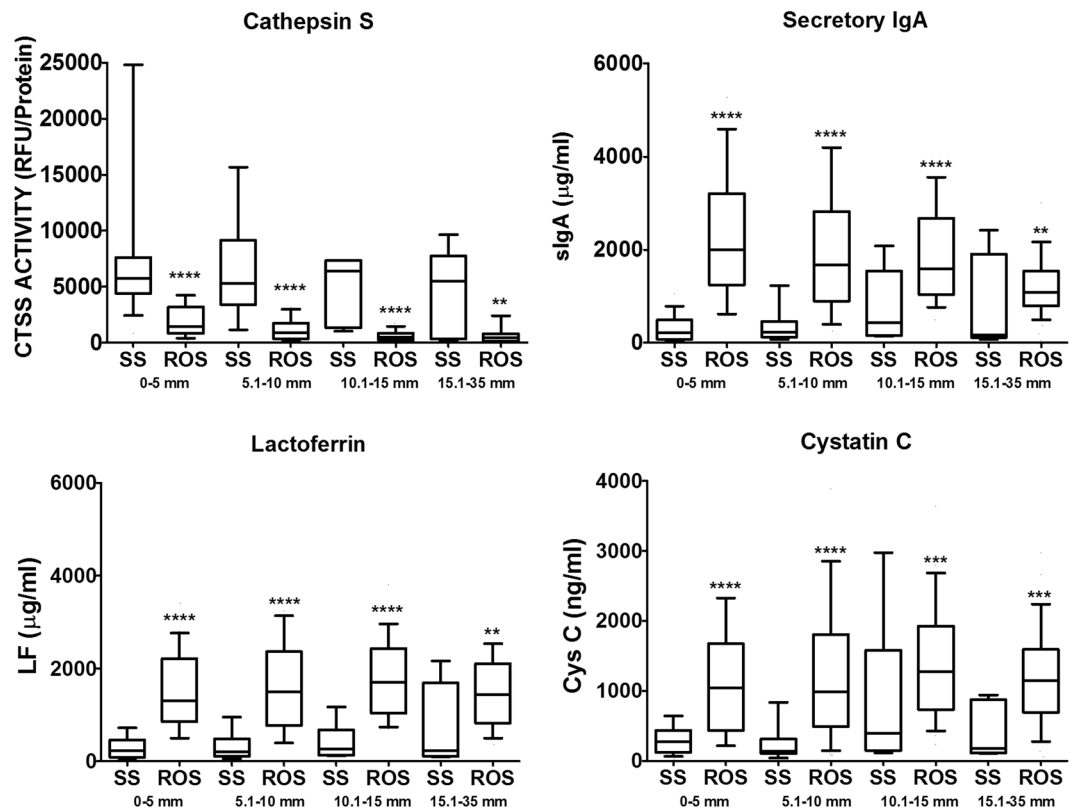 Cathepsin S
CTSS ACTIVITY (RFU/Protein)
25000
20000
15000
10000
5000
0
****
****
****
**
SS ROS SS ROS SS ROS SS ROS
0-5 mm 5.1-10 mm 10.1-15 mm 15.1-35 mm
Secretory IgA
sIgA (µg/ml)
6000
4000
2000
0
****
****
****
**
SS ROS SS ROS SS ROS SS ROS
0-5 mm 5.1-10 mm 10.1-15 mm 15.1-35 mm
Lactoferrin
LF (µg/ml)
6000
4000
2000
0
****
****
****
**
SS ROS SS ROS SS ROS SS ROS
0-5 mm 5.1-10 mm 10.1-15 mm 15.1-35 mm
Cystatin C
Cys C (ng/ml)
4000
3000
2000
1000
0
****
****
***
***
SS ROS SS ROS SS ROS SS ROS
0-5 mm 5.1-10 mm 10.1-15 mm 15.1-35 mm